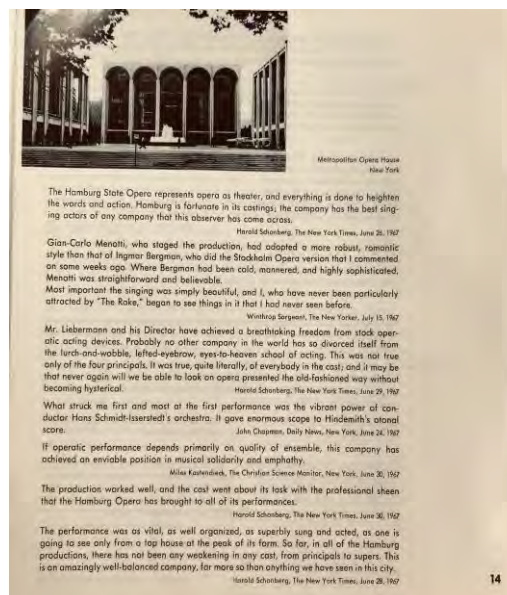 Metropolitan Opera House
New York
The Hamburg State Opera represents opera as theater, and everything is done to heighten
the words and action. Hamburg is fortunate in its castings; the company has the best sing-
ing actors of any company that this observer has come across.
Harold Schonberg, The New York Times, June 26, 1967
Gian-Carlo Menotti, who staged the production, had adopted a more robust, romantic
style than that of Ingmar Bergman, who did the Stockholm Opera version that I commented
on some weeks ago. Where Bergman had been cold, mannered, and highly sophisticated,
Menotti was straightforward and believable.
Most important the singing was simply beautiful, and I, who have never been particularly
attracted by "The Rake," began to see things in it that I had never seen before.
Winthrop Sargeant, The New Yorker, July 15, 1967
Mr. Liebermann and his Director have achieved a breathtaking freedom from stock oper-
atic acting devices. Probably no other company in the world has so divorced itself from
the lurch-and-wobble, lefted-eyebrow, eyes-to-heaven school of acting. This was not true
only of the four principals. It was true, quite literally, of everybody in the cast; and it may be
that never again will we be able to look on opera presented the old-fashioned way without
becoming hysterical. Harold Schonberg, The New York Times, June 29, 1967
What struck me first and most at the first performance was the vibrant power of con-
ductor Hans Schmidt-Isserstedt's orchestra. It gave enormous scope to Hindemith's atonal
score. John Chapman, Daily News, New York, June 24, 1967
If operatic performance depends primarily on quality of ensemble, this company has
achieved an enviable position in musical solidarity and emphathy.
Miles Kastendieck, The Christian Science Monitor, New York, June 30, 1967
The production worked well, and the cast went about its task with the professional sheen
that the Hamburg Opera has brought to all of its performances.
Harold Schonberg, The New York Times, June 30, 1967
The performance was as vital, as well organized, as superbly sung and acted, as one is
going to see only from a top house at the peak of its form. So far, in all of the Hamburg
productions, there has not been any weakening in any cast, from principals to supers. This
is an amazingly well-balanced company, far more so than anything we have seen in this city.
Harold Schonberg, The New York Times, June 28, 1967
14